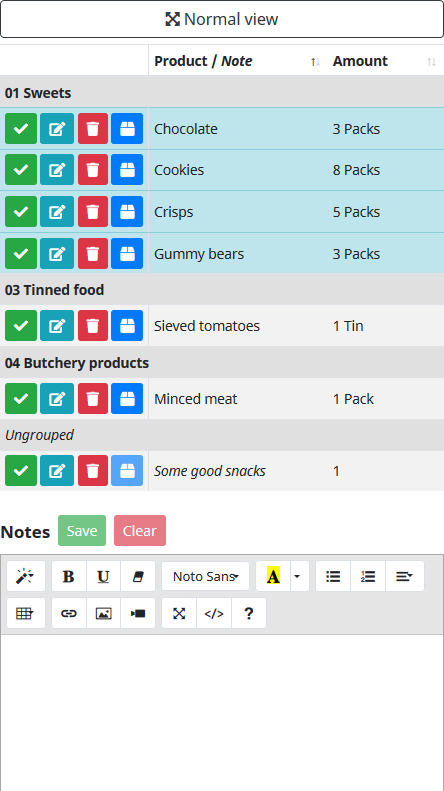 Normal view
Product / Note Amount
01 Sweets
Chocolate 3 Packs
Cookies 8 Packs
Crisps 5 Packs
Gummy bears 3 Packs
03 Tinned food
Sieved tomatoes 1 Tin
04 Butchery products
Minced meat 1 Pack
Ungrouped
Some good snacks 1
Notes Save Clear
B U Noto Sans A
</> ?